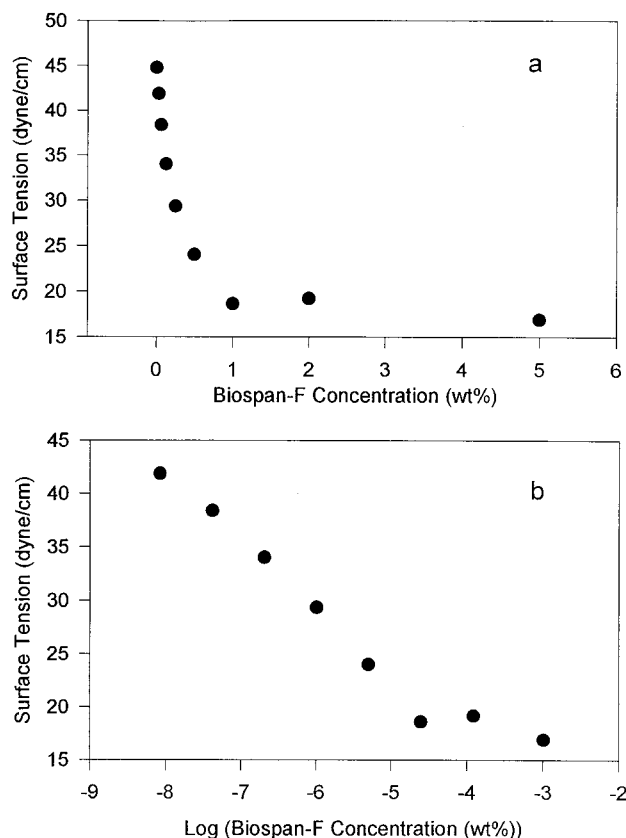 50
45
40
35
30
25
20
15
Surface Tension (dyne/cm)
a
0 1 2 3 4 5 6
Biospan-F Concentration (wt%)
45
40
35
30
25
20
15
Surface Tension (dyne/cm)
b
-9 -8 -7 -6 -5 -4 -3 -2
Log (Biospan-F Concentration (wt%))